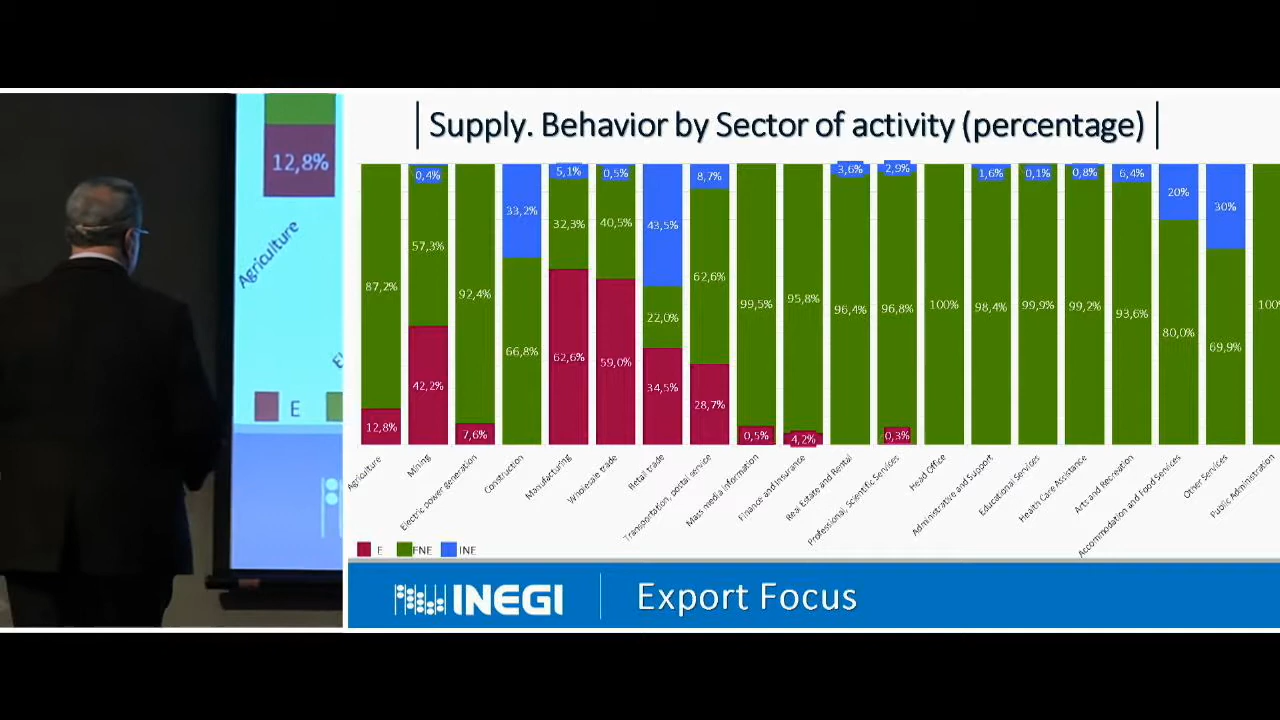 12,8%
Agriculture
E
Supply. Behavior by Sector of activity (percentage)
87,2%
12,8%
0,4%
57,3%
42,2%
92,4%
7,6%
33,2%
66,8%
5,1%
32,3%
62,6%
0,5%
40,5%
59,0%
43,5%
22,0%
34,5%
8,7%
62,6%
28,7%
99,5%
0,5%
95,8%
4,2%
3,6%
96,4%
2,9%
96,8%
0,3%
100%
1,6%
98,4%
0,1%
99,9%
0,8%
99,2%
6,4%
93,6%
20%
80,0%
30%
69,9%
100%
Agriculture
Mining
Electric power generation
Construction
Manufacturing
Wholesale trade
Retail trade
Transportation, portal service
Mass media information
Finance and Insurance
Real Estate and Rental
Professional Scientific Services
Head Office
Administrative and Support
Educational Services
Health Care Assistance
Arts and Recreation
Accommodation and Food Services
Other Services
Public Administration
E FNE INE
INEGI
Export Focus